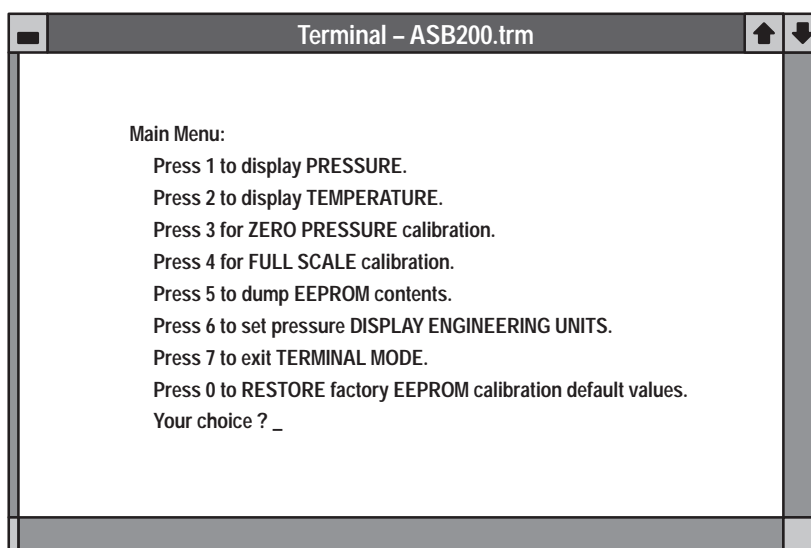 Terminal – ASB200.trm
Main Menu:
Press 1 to display PRESSURE.
Press 2 to display TEMPERATURE.
Press 3 for ZERO PRESSURE calibration.
Press 4 for FULL SCALE calibration.
Press 5 to dump EEPROM contents.
Press 6 to set pressure DISPLAY ENGINEERING UNITS.
Press 7 to exit TERMINAL MODE.
Press 0 to RESTORE factory EEPROM calibration default values.
Your choice ? _